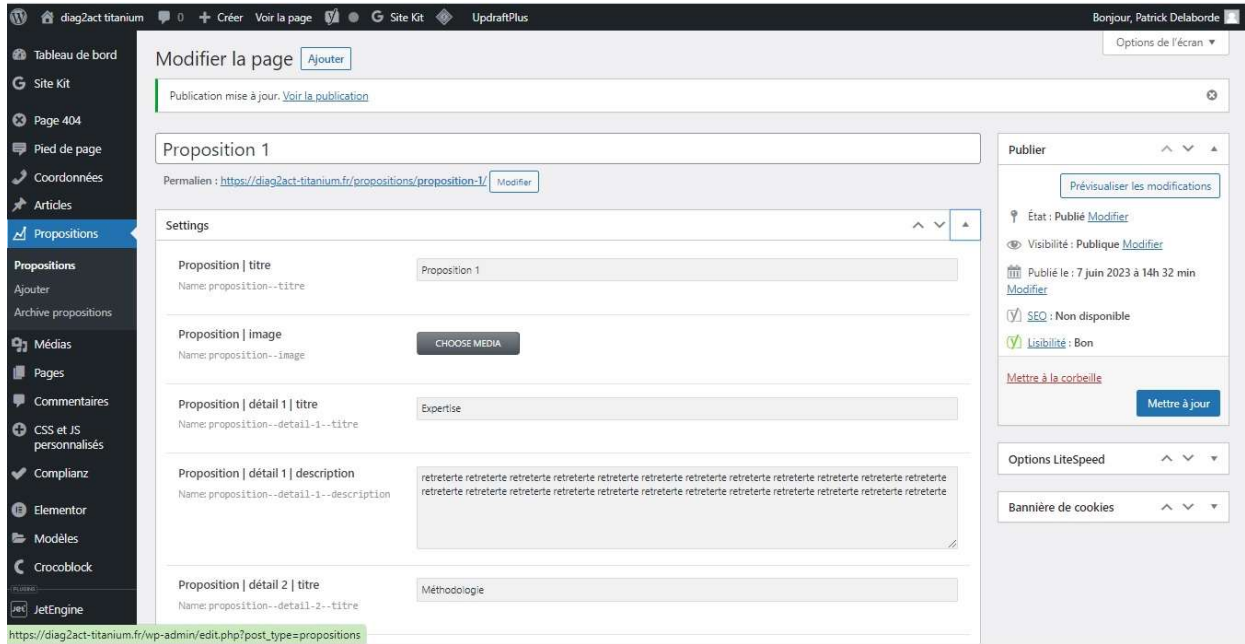 diag2act titanium 0 + Créer Voir la page Site Kit UpdraftPlus Bonjour, Patrick Delaborde
Options de l'écran ▼
Tableau de bord
Site Kit
Page 404
Pied de page
Coordonnées
Articles
Propositions
Propositions
Ajouter
Archive propositions
Médias
Pages
Commentaires
CSS et JS
personnalisés
Complianz
Elementor
Modèles
Crocoblock
JetEngine
Modifier la page Ajouter
Publication mise à jour. Voir la publication
Proposition 1
Permalien : https://diag2act-titanium.fr/propositions/proposition-1/ Modifier
Settings
Proposition | titre
Name: proposition--titre
Proposition 1
Proposition | image
Name: proposition--image
CHOOSE MEDIA
Proposition | détail 1 | titre
Name: proposition--detail-1--titre
Expertise
Proposition | détail 1 | description
Name: proposition--detail-1--description
retreterte retreterte retreterte retreterte retreterte retreterte retreterte retreterte retreterte retreterte retreterte retreterte
retreterte retreterte retreterte retreterte retreterte retreterte retreterte retreterte retreterte retreterte retreterte retreterte
Proposition | détail 2 | titre
Name: proposition--detail-2--titre
Méthodologie
Publier
Prévisualiser les modifications
État : Publié Modifier
Visibilité : Publique Modifier
Publié le : 7 juin 2023 à 14h 32 min
Modifier
SEO : Non disponible
Lisibilité : Bon
Mettre à la corbeille
Mettre à jour
Options LiteSpeed
Bannière de cookies
https://diag2act-titanium.fr/wp-admin/edit.php?post_type=propositions